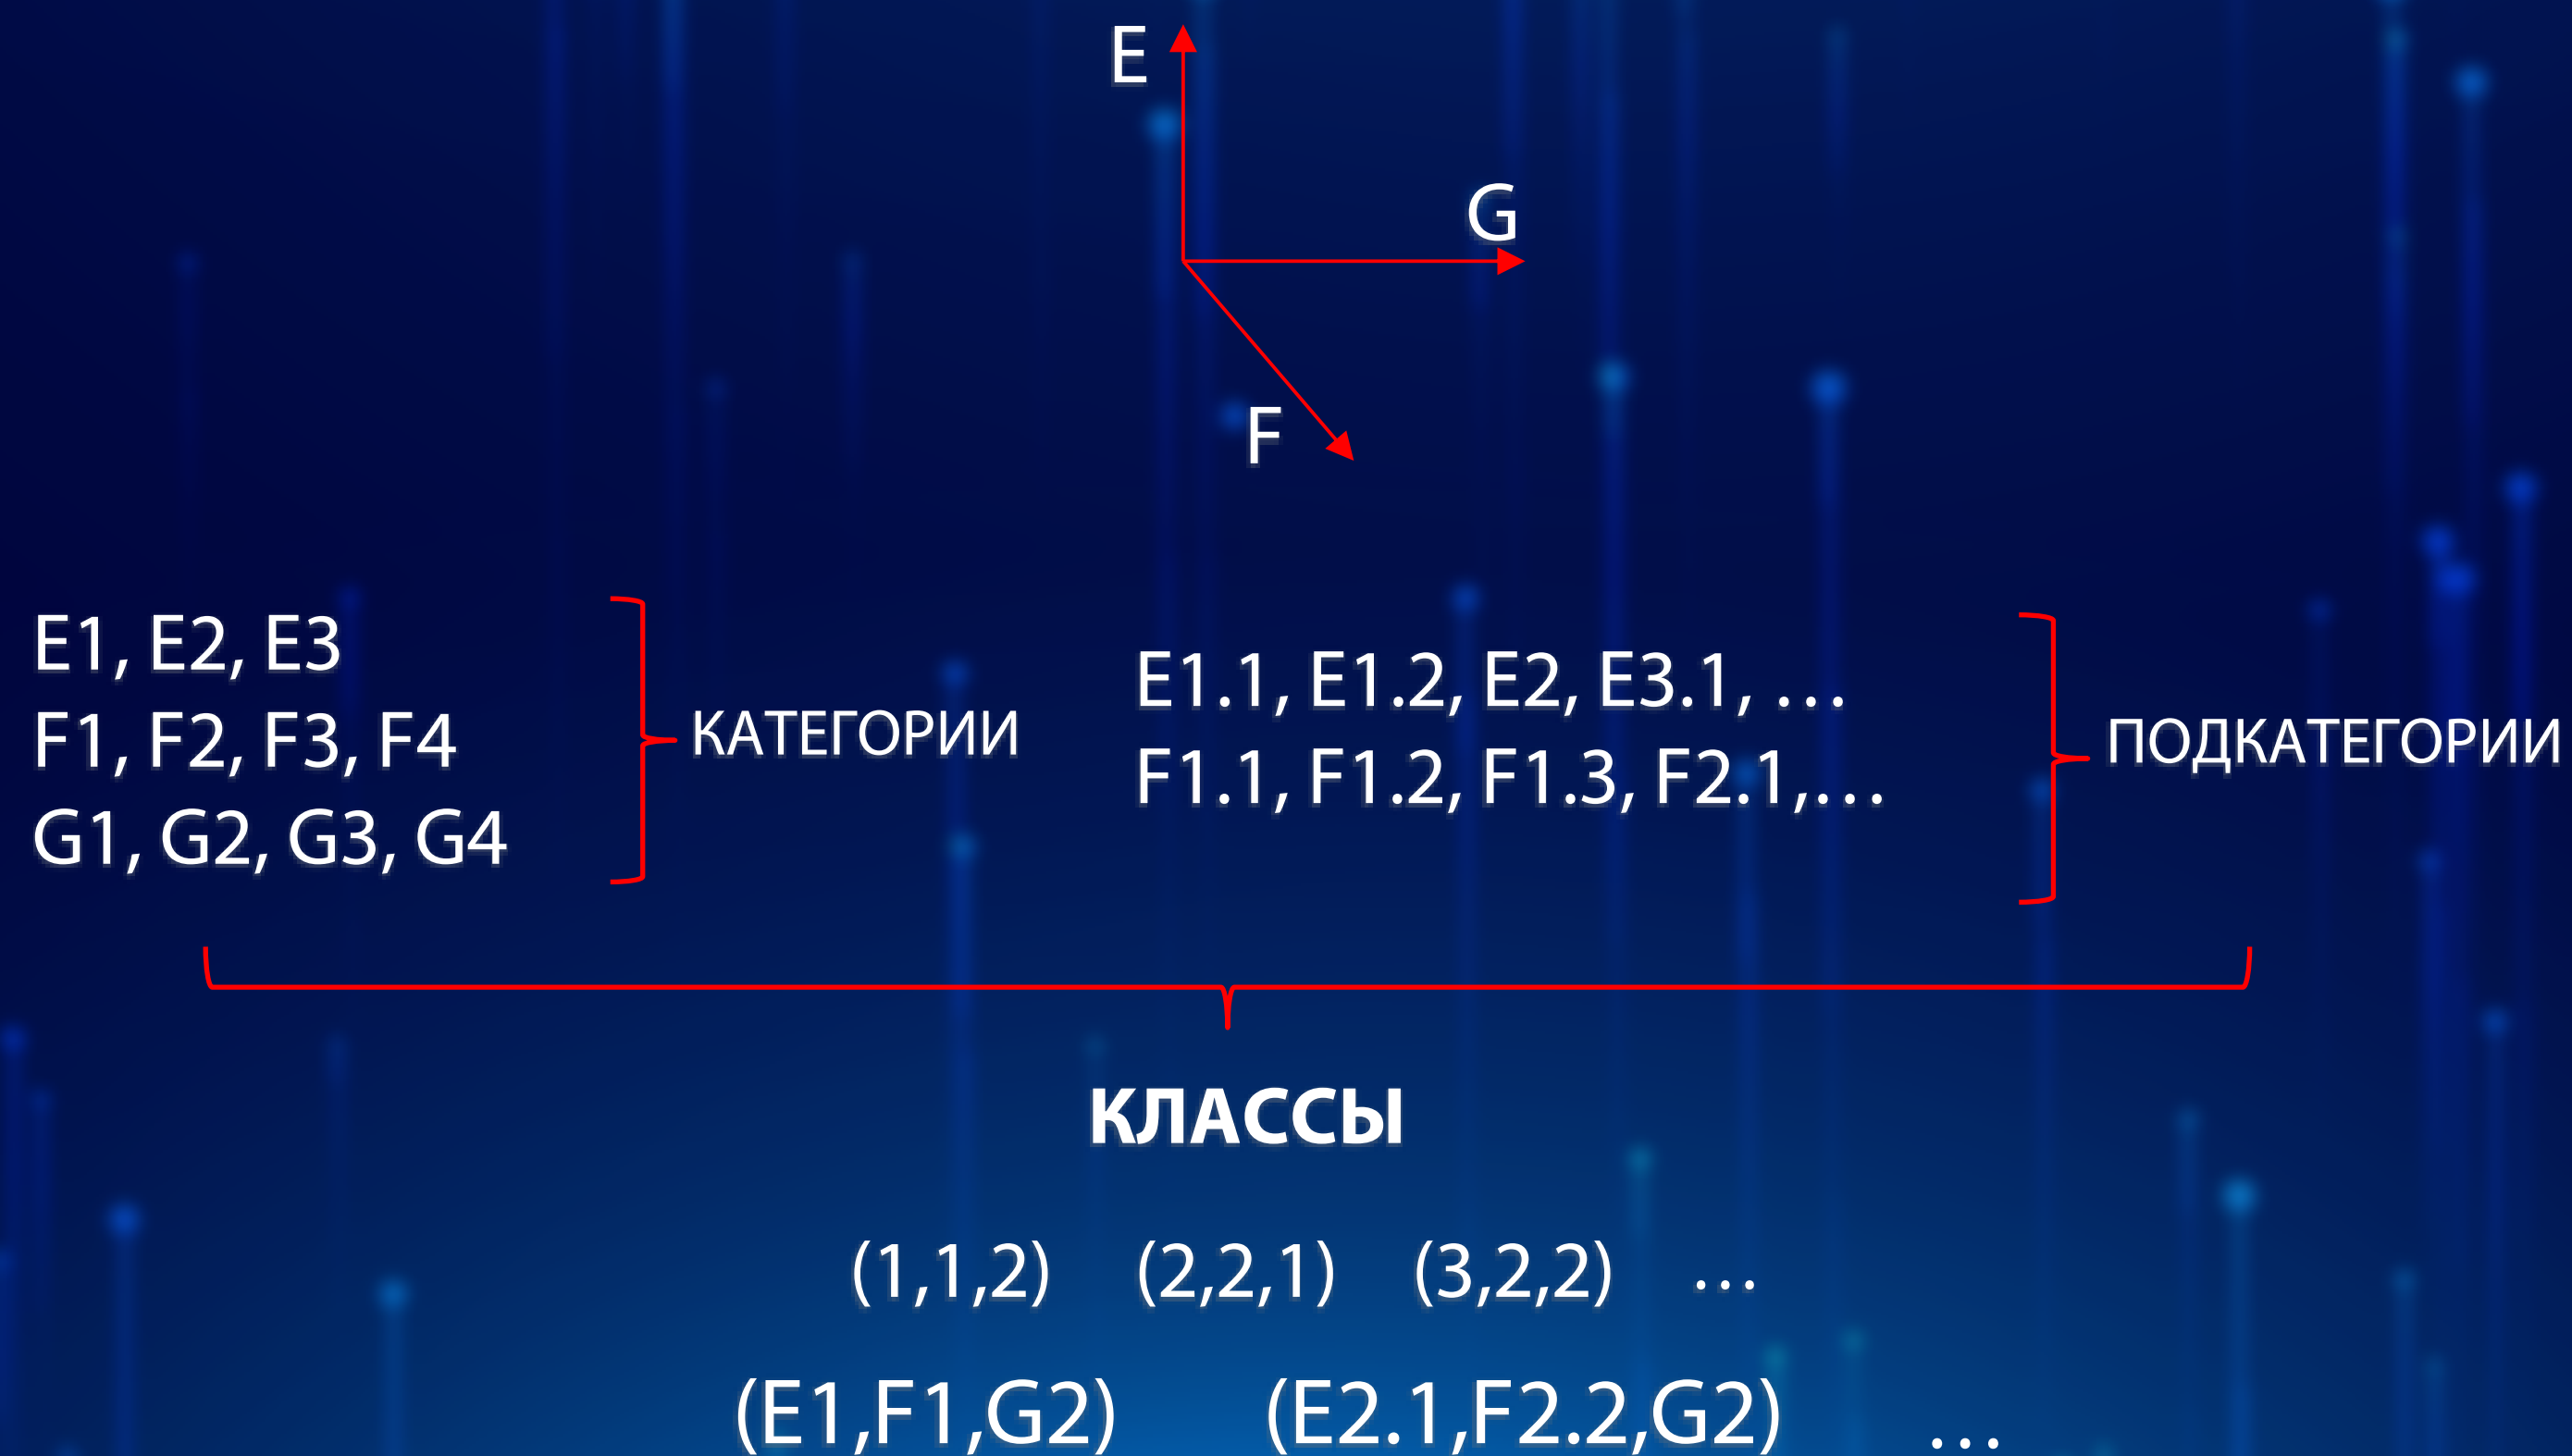 E
G
F
E1, E2, E3
F1, F2, F3, F4
G1, G2, G3, G4
КАТЕГОРИИ
E1.1, E1.2, E2, E3.1, …
F1.1, F1.2, F1.3, F2.1,…
ПОДКАТЕГОРИИ
КЛАССЫ
(1,1,2) (2,2,1) (3,2,2) …
(E1,F1,G2) (E2.1,F2.2,G2) …